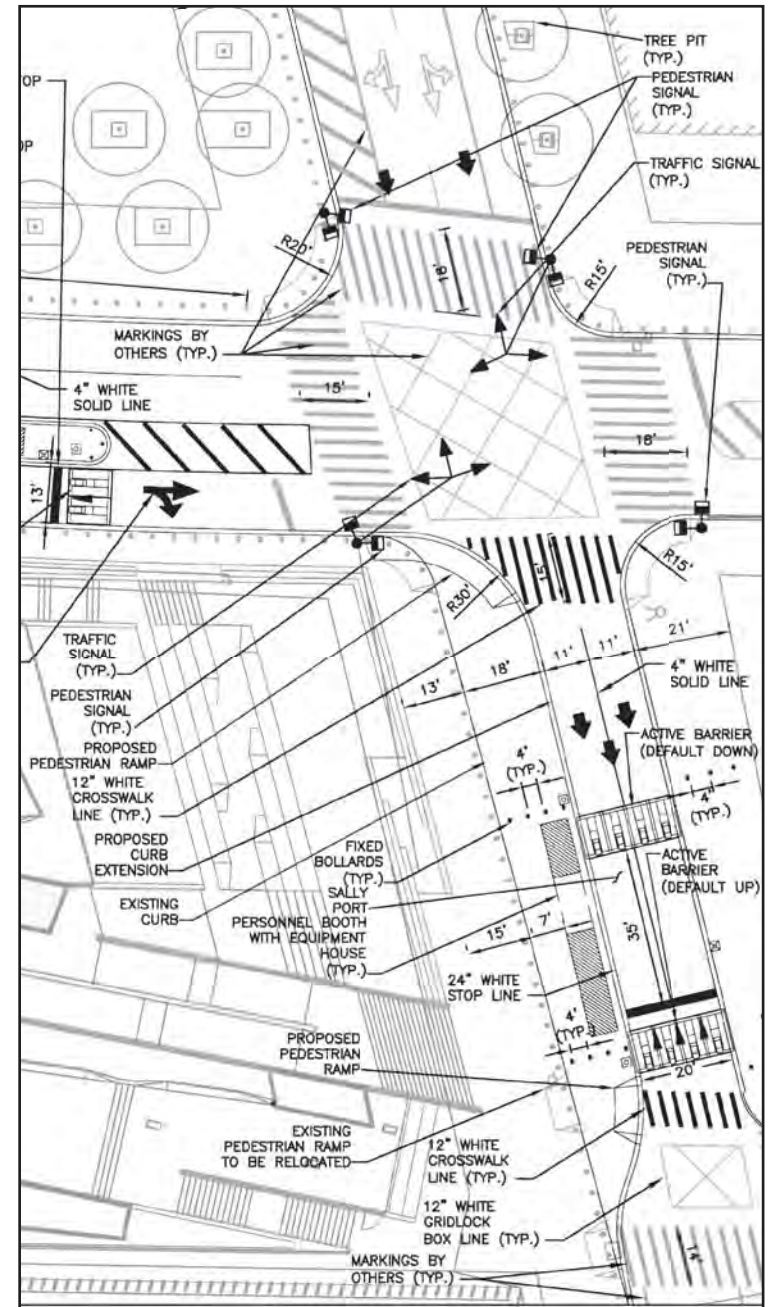 OP
OP
TREE PIT
(TYP.)
PEDESTRIAN
SIGNAL
(TYP.)
TRAFFIC SIGNAL
(TYP.)
PEDESTRIAN
SIGNAL
(TYP.)
R20'
16'
R15'
MARKINGS BY
OTHERS (TYP.)
4" WHITE
SOLID LINE
15'
18'
13'
15'
R15'
R30'
TRAFFIC
SIGNAL
(TYP.)
PEDESTRIAN
SIGNAL
(TYP.)
PROPOSED
PEDESTRIAN RAMP
12" WHITE
CROSSWALK
LINE (TYP.)
PROPOSED
CURB
EXTENSION
EXISTING
CURB
13'
18'
11'
11'
21'
4" WHITE
SOLID LINE
ACTIVE BARRIER
(DEFAULT DOWN)
4'
(TYP.)
4'
(TYP.)
FIXED
BOLLARDS
(TYP.)
SALLY
PORT
PERSONNEL BOOTH
WITH EQUIPMENT
HOUSE
(TYP.)
ACTIVE
BARRIER
(DEFAULT UP)
15'
7'
35'
24" WHITE
STOP LINE
4'
(TYP.)
PROPOSED
PEDESTRIAN
RAMP
20'
EXISTING
PEDESTRIAN RAMP
TO BE RELOCATED
12" WHITE
CROSSWALK
LINE (TYP.)
12" WHITE
GRIDLOCK
BOX LINE (TYP.)
14'
MARKINGS BY
OTHERS (TYP.)